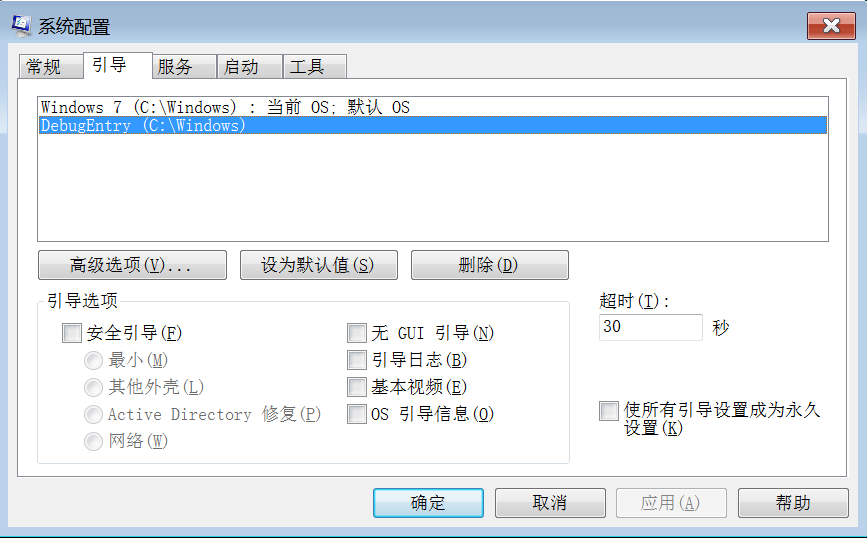 系统配置
常规 引导 服务 启动 工具
Windows 7 (C:\Windows) : 当前 OS; 默认 OS
DebugEntry (C:\Windows)
高级选项(V)... 设为默认值(S) 删除(D)
引导选项
安全引导(F)
最小(M)
其他外壳(L)
Active Directory 修复(P)
网络(W)
无 GUI 引导(N)
引导日志(B)
基本视频(E)
OS 引导信息(O)
超时(T):
30 秒
使所有引导设置成为永久
设置(K)
确定 取消 应用(A) 帮助